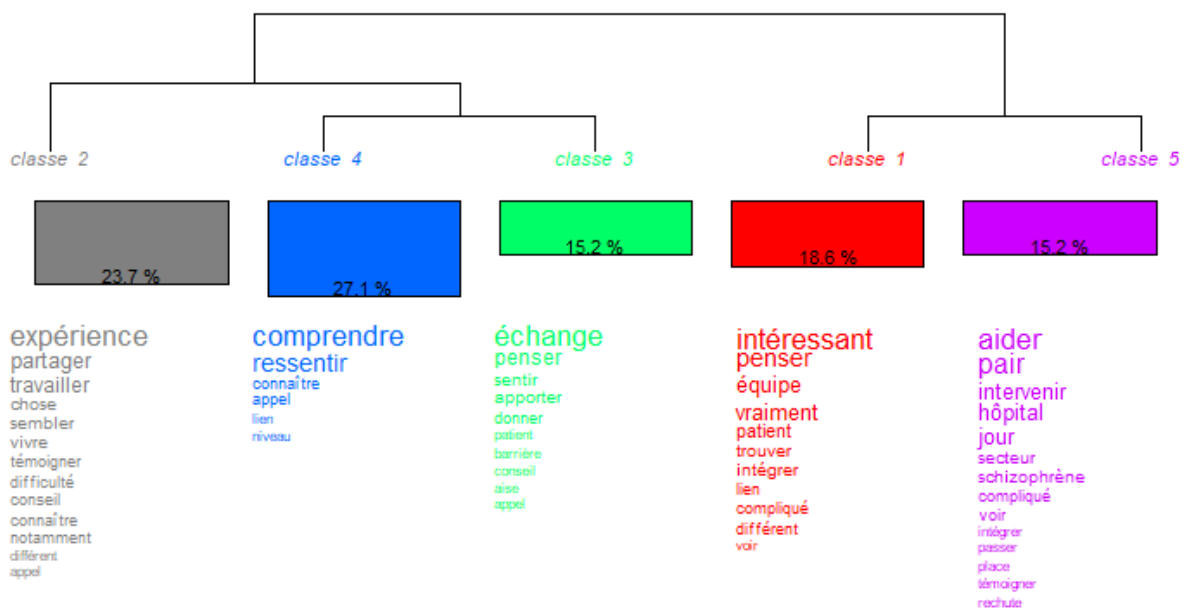 classe 2
classe 4
classe 3
classe 1
classe 5
23.7 %
27.1 %
15.2 %
18.6 %
15.2 %
expérience
partager
travailler
chose
sembler
vivre
témoigner
difficulté
conseil
connaître
notamment
différent
appel
comprendre
ressentir
connaître
appel
lien
niveau
échange
penser
sentir
apporter
donner
patient
barrière
conseil
aise
appel
intéressant
penser
équipe
vraiment
patient
trouver
intégrer
lien
compliqué
différent
voir
aider
pair
intervenir
hôpital
jour
secteur
schizophrène
compliqué
voir
intégrer
passer
place
témoigner
rechute